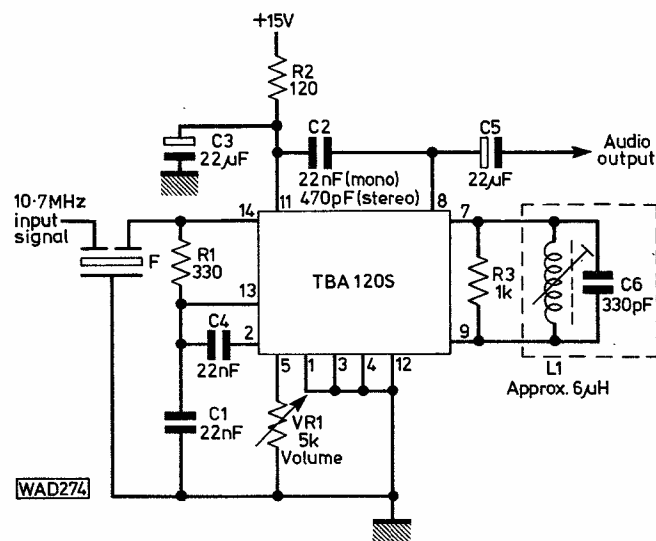 +15V
R2
120
C3
22µF
C2
22nF (mono)
470pF (stereo)
C5
22µF
Audio
output
10·7MHz
input
signal
F
14
11
8
7
R1
330
13
TBA 120S
R3
1k
C6
330pF
C4
22nF
2
9
5
1
3
4
12
L1
Approx. 6µH
C1
22nF
VR1
5k
Volume
WAD274